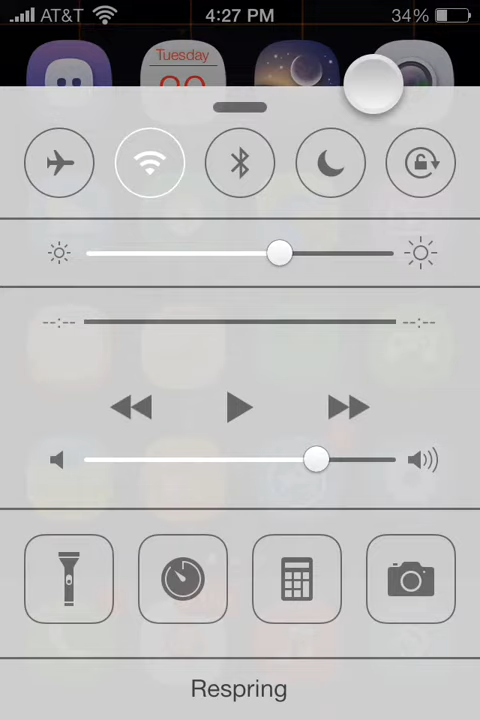 AT&T 4:27 PM 34%
Tuesday
--:-- --:--
Respring